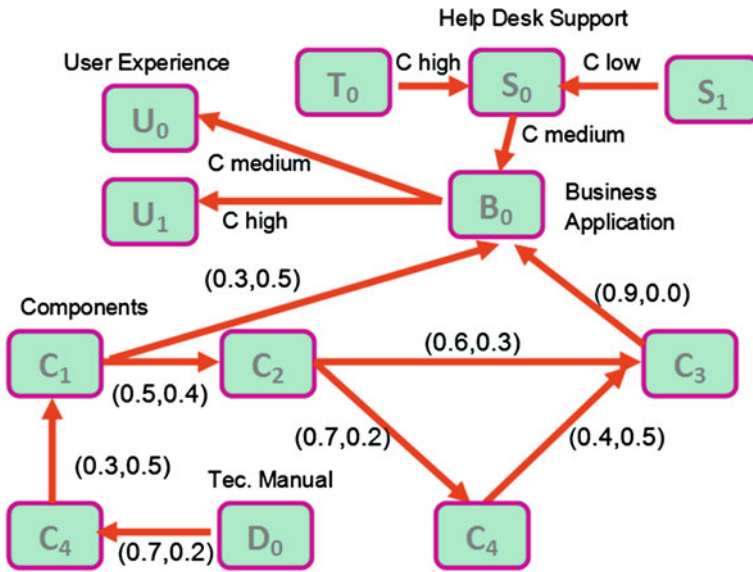 Help Desk Support
User Experience
C high
C low
T0
S0
S1
U0
C medium
C medium
U1
C high
B0
Business
Application
(0.3,0.5)
(0.9,0.0)
Components
(0.6,0.3)
C1
C2
C3
(0.5,0.4)
(0.7,0.2)
(0.4,0.5)
(0.3,0.5)
Tec. Manual
C4
D0
C4
(0.7,0.2)